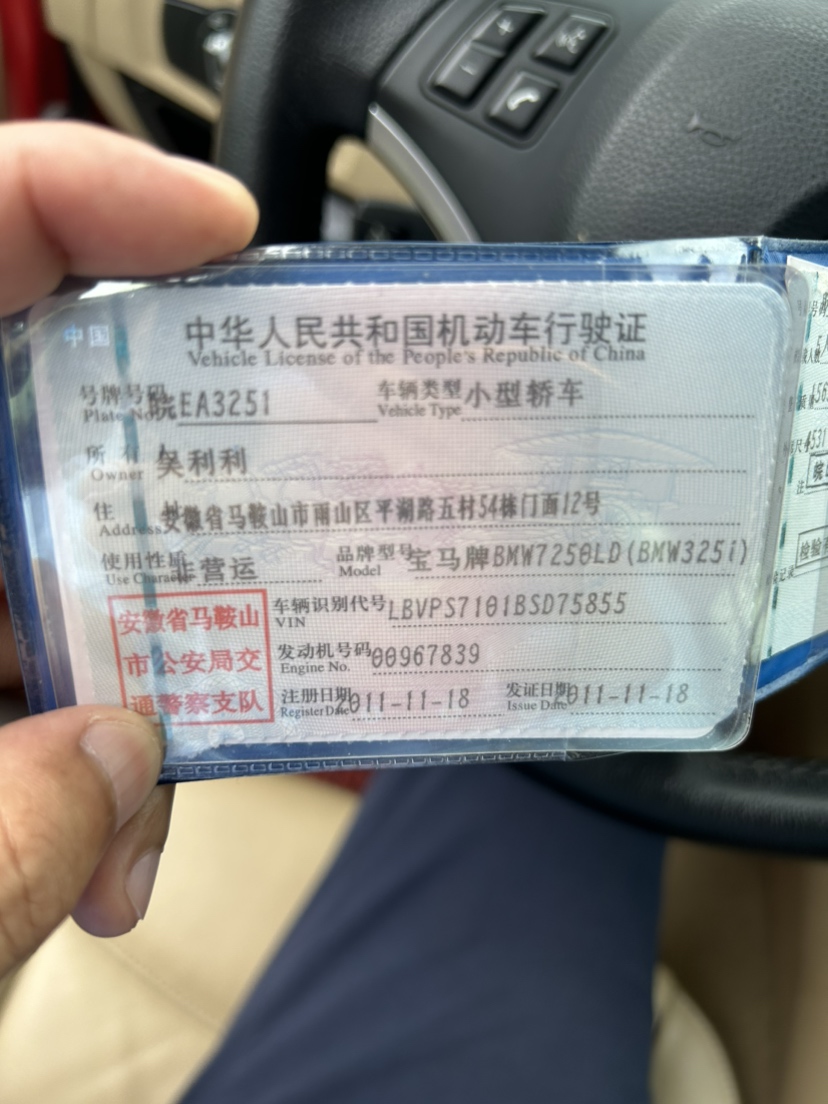 中国
中华人民共和国机动车行驶证
Vehicle License of the People's Republic of China
号牌号码 皖EA3251 车辆类型 小型轿车
Plate No. Vehicle Type
所有人 吴利利
Owner
住址 安徽省马鞍山市雨山区平湖路五村54栋门面12号
Address
使用性质 非营运 品牌型号 宝马牌BMW7250LD(BMW325i)
Use Character Model
安徽省马鞍山
市公安局交
通警察支队
车辆识别代号 LBVPS7101BSD75855
VIN
发动机号码 00967839
Engine No.
注册日期 2011-11-18 发证日期 2011-11-18
Register Date Issue Date